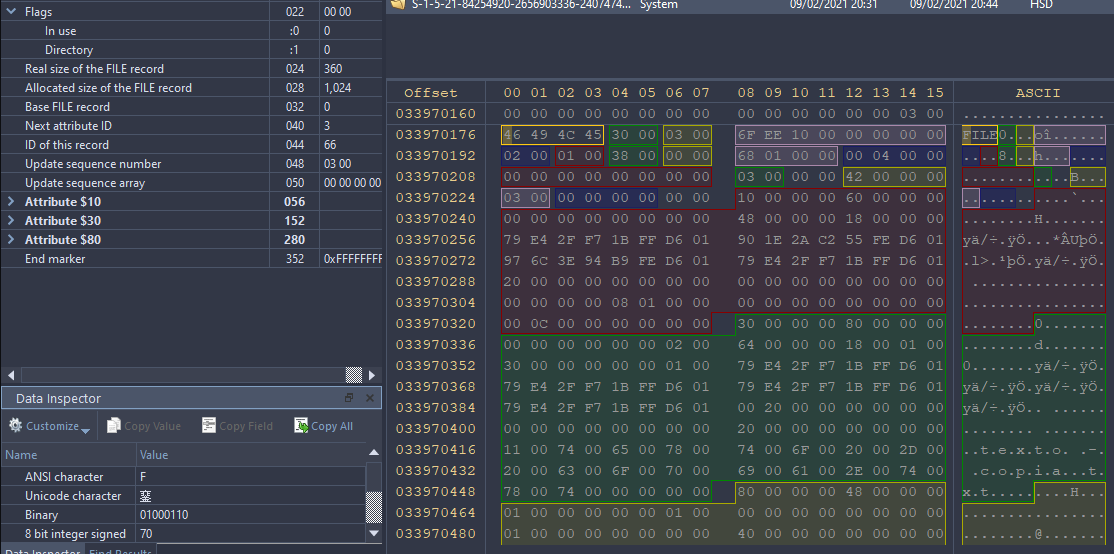 Flags 022 00 00
In use :0 0
Directory :1 0
Real size of the FILE record 024 360
Allocated size of the FILE record 028 1,024
Base FILE record 032 0
Next attribute ID 040 3
ID of this record 044 66
Update sequence number 048 03 00
Update sequence array 050 00 00 00 00
Attribute $10 056
Attribute $30 152
Attribute $80 280
End marker 352 0xFFFFFFFF
Data Inspector
Customize Copy Value Copy Field Copy All
Name Value
ANSI character F
Unicode character
Binary 01000110
8 bit integer signed 70
Data Inspector Find Results
S-1-5-21-84254920-2656903336-2407474... System 09/02/2021 20:31 09/02/2021 20:44 HSD
Offset 00 01 02 03 04 05 06 07 08 09 10 11 12 13 14 15 ASCII
033970160 00 00 00 00 00 00 00 00 00 00 00 00 00 00 03 00 ................
033970176 46 49 4C 45 30 00 03 00 6F EE 10 00 00 00 00 00 FILE0...oî......
033970192 02 00 01 00 38 00 00 00 68 01 00 00 00 04 00 00 ....8...h.......
033970208 00 00 00 00 00 00 00 00 03 00 00 00 42 00 00 00 ............B...
033970224 03 00 00 00 00 00 00 00 10 00 00 00 60 00 00 00 ............`...
033970240 00 00 00 00 00 00 00 00 48 00 00 00 18 00 00 00 ........H.......
033970256 79 E4 2F F7 1B FF D6 01 90 1E 2A C2 55 FE D6 01 yä/÷.ÿÖ...*ÂUþÖ.
033970272 97 6C 3E 94 B9 FE D6 01 79 E4 2F F7 1B FF D6 01 .l>.¹þÖ.yä/÷.ÿÖ.
033970288 20 00 00 00 00 00 00 00 00 00 00 00 00 00 00 00 ...............
033970304 00 00 00 00 08 01 00 00 00 00 00 00 00 00 00 00 ................
033970320 00 0C 00 00 00 00 00 00 30 00 00 00 80 00 00 00 ........0.......
033970336 00 00 00 00 00 00 02 00 64 00 00 00 18 00 01 00 ........d.......
033970352 30 00 00 00 00 00 01 00 79 E4 2F F7 1B FF D6 01 0.......yä/÷.ÿÖ.
033970368 79 E4 2F F7 1B FF D6 01 79 E4 2F F7 1B FF D6 01 yä/÷.ÿÖ.yä/÷.ÿÖ.
033970384 79 E4 2F F7 1B FF D6 01 00 20 00 00 00 00 00 00 yä/÷.ÿÖ.. ......
033970400 00 00 00 00 00 00 00 00 20 00 00 00 00 00 00 00 ........ .......
033970416 11 00 74 00 65 00 78 00 74 00 6F 00 20 00 2D 00 ..t.e.x.t.o. .-.
033970432 20 00 63 00 6F 00 70 00 69 00 61 00 2E 00 74 00 .c.o.p.i.a...t.
033970448 78 00 74 00 00 00 00 00 80 00 00 00 48 00 00 00 x.t.........H...
033970464 01 00 00 00 00 00 01 00 00 00 00 00 00 00 00 00 ................
033970480 01 00 00 00 00 00 00 00 40 00 00 00 00 00 00 00 ........@.......